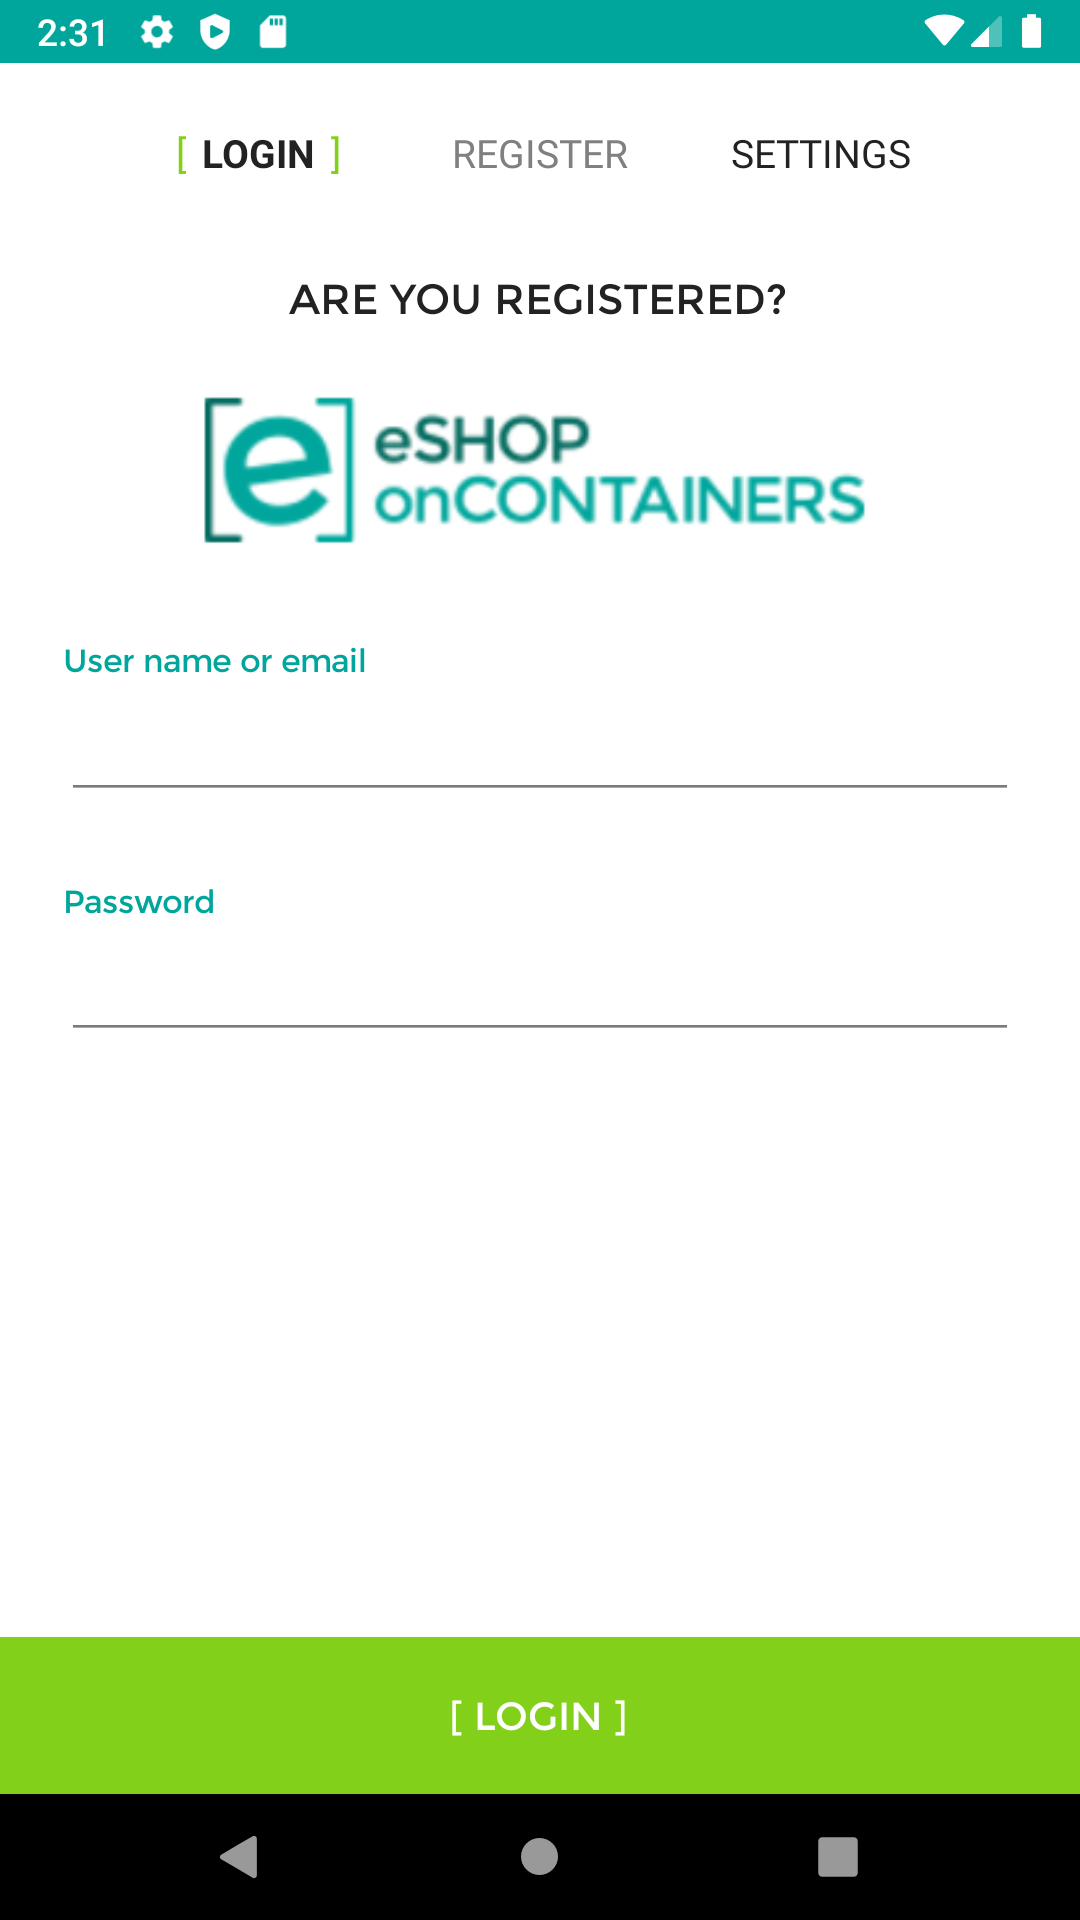 2:31
[ LOGIN ] REGISTER SETTINGS
ARE YOU REGISTERED?
[e] eSHOP
onCONTAINERS
User name or email
Password
[ LOGIN ]